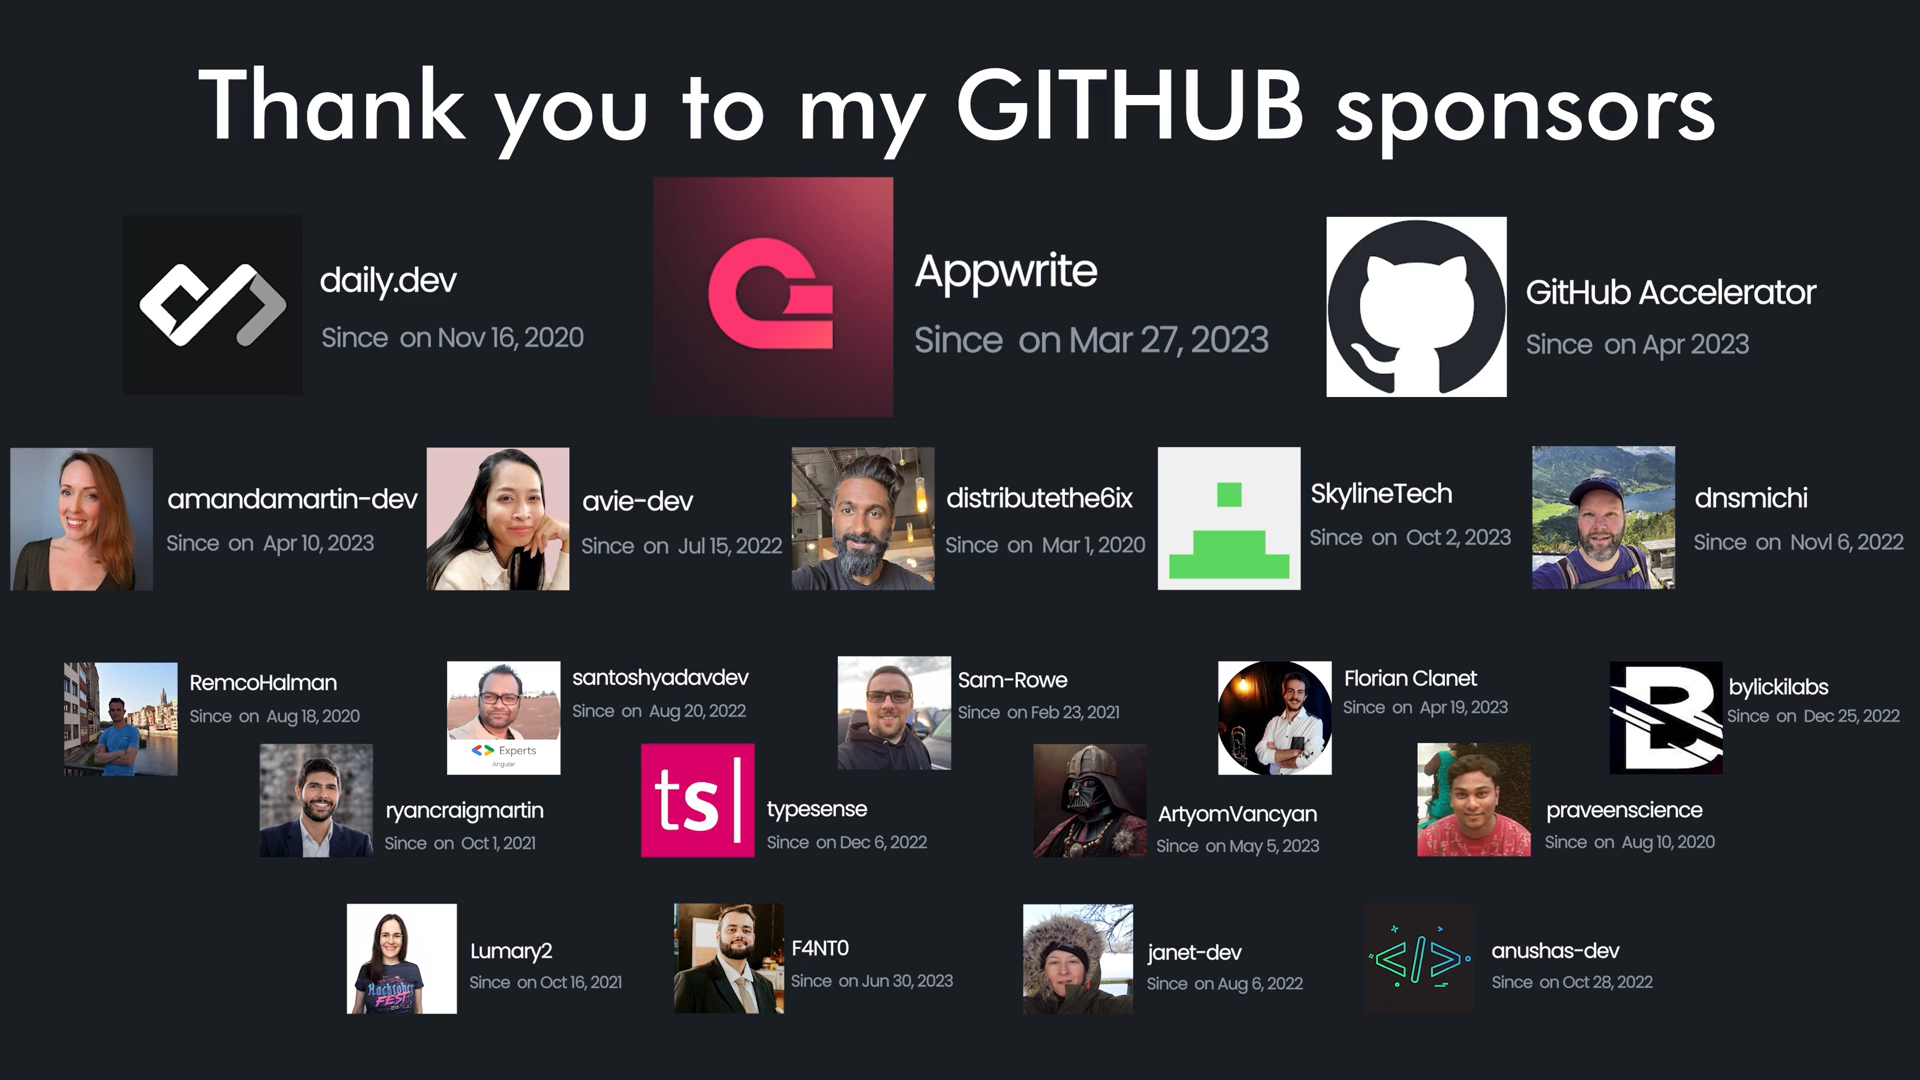 Thank you to my GITHUB sponsors
daily.dev
Since on Nov 16, 2020
Appwrite
Since on Mar 27, 2023
GitHub Accelerator
Since on Apr 2023
amandamartin-dev
Since on Apr 10, 2023
avie-dev
Since on Jul 15, 2022
distributethe6ix
Since on Mar 1, 2020
SkylineTech
Since on Oct 2, 2023
dnsmichi
Since on Novl 6, 2022
RemcoHalman
Since on Aug 18, 2020
santoshyadavdev
Since on Aug 20, 2022
Experts
Angular
Sam-Rowe
Since on Feb 23, 2021
Florian Clanet
Since on Apr 19, 2023
B
bylickilabs
Since on Dec 25, 2022
ryancraigmartin
Since on Oct 1, 2021
ts|
typesense
Since on Dec 6, 2022
ArtyomVancyan
Since on May 5, 2023
praveenscience
Since on Aug 10, 2020
Hacktober
FEST
Lumary2
Since on Oct 16, 2021
F4NT0
Since on Jun 30, 2023
janet-dev
Since on Aug 6, 2022
</>
anushas-dev
Since on Oct 28, 2022